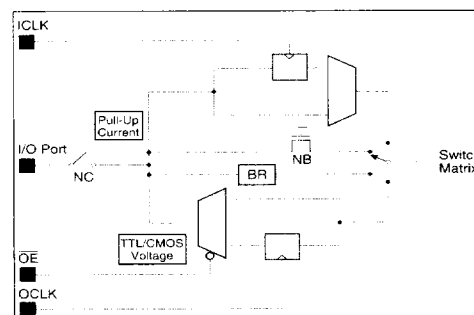 ICLK
Pull-Up
Current
I/O Port
NC
NB
BR
Switch
Matrix
TTL/CMOS
Voltage
OE
OCLK